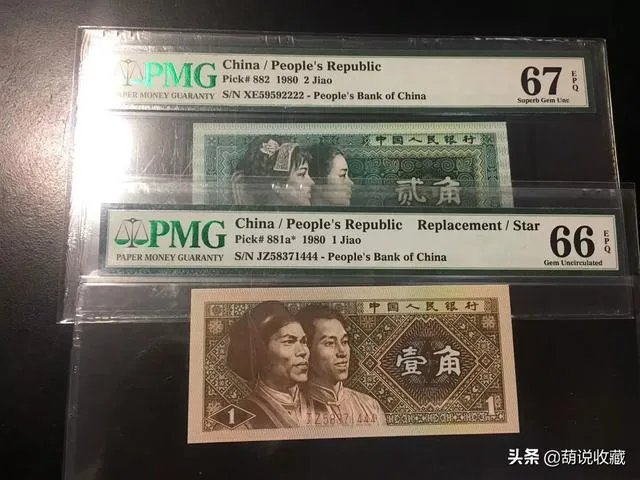 PMG
PAPER MONEY GUARANTY
China / People's Republic
Pick# 882 1980 2 Jiao
S/N XE59592222 - People's Bank of China
67 EPQ
Superb Gem Unc
中国人民银行
贰角
PMG
PAPER MONEY GUARANTY
China / People's Republic Replacement / Star
Pick# 881a* 1980 1 Jiao
S/N JZ58371444 - People's Bank of China
66 EPQ
Gem Uncirculated
中国人民银行
壹角
1
JZ58371444
1
头条 @葫说收藏